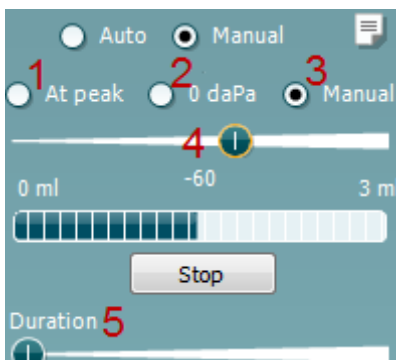 Auto Manual
1 2 3
At peak 0 daPa Manual
4
-60
0 ml 3 m
Stop
Duration 5